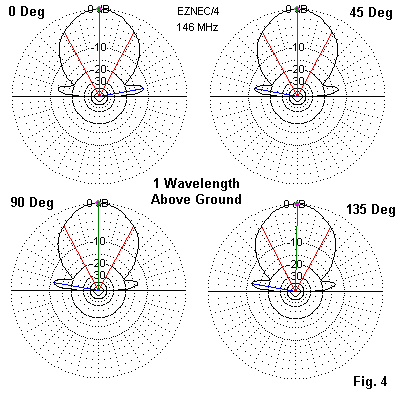 0 Deg
EZNEC/4
146 MHz
45 Deg
0 dB
-10
-20
-30
0 dB
-10
-20
-30
1 Wavelength
Above Ground
90 Deg
135 Deg
0 dB
-10
-20
-30
0 dB
-10
-20
-30
Fig. 4